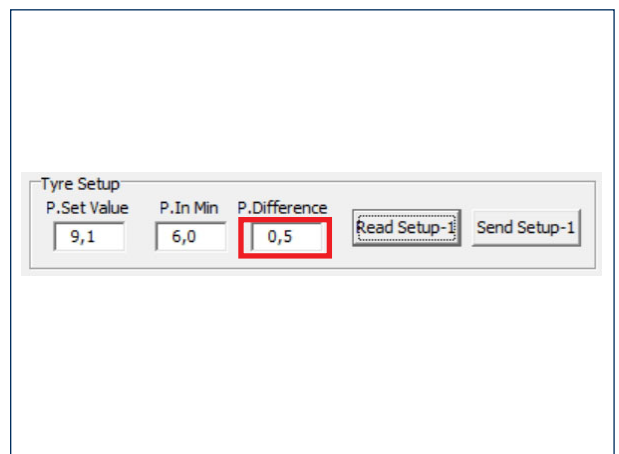 Tyre Setup
P.Set Value P.In Min P.Difference
9,1 6,0 0,5 Read Setup-1 Send Setup-1